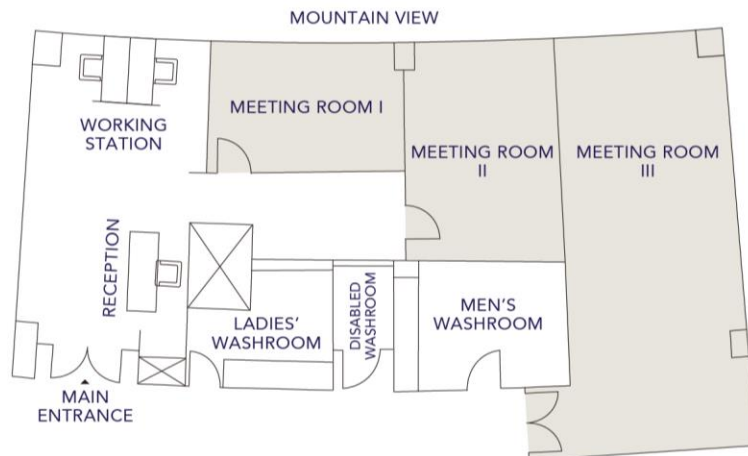 MOUNTAIN VIEW
MEETING ROOM I
WORKING
STATION
MEETING ROOM
II
MEETING ROOM
III
RECEPTION
LADIES’
WASHROOM
DISABLED
WASHROOM
MEN’S
WASHROOM
MAIN
ENTRANCE